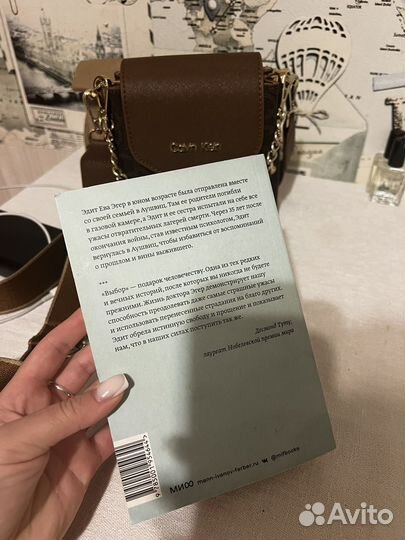 Calvin Klein
Эдит Ева Эгер в юном возрасте была отправлена вместе
со своей семьей в Аушвиц. Там ее родители погибли
в газовой камере, а Эдит и ее сестра испытали на себе все
ужасы отвратительных лагерей смерти. Через 35 лет после
окончания войны, став известным психологом, Эдит
вернулась в Аушвиц, чтобы избавиться от воспоминаний
о прошлом и вины выжившего.
***
«Выбор» — подарок человечеству. Одна из тех редких
и вечных историй, после которых вы никогда не будете
прежними. Жизнь доктора Эгер демонстрирует нашу
способность преодолевать даже самые страшные ужасы
и использовать перенесенные страдания на благо других.
Эдит обрела истинную свободу и прощение и показывает
нам, что в наших силах поступить так же.
Десмонд Туту,
лауреат Нобелевской премии мира
МИФ mann-ivanov-ferber.ru @mifbooks
Avito